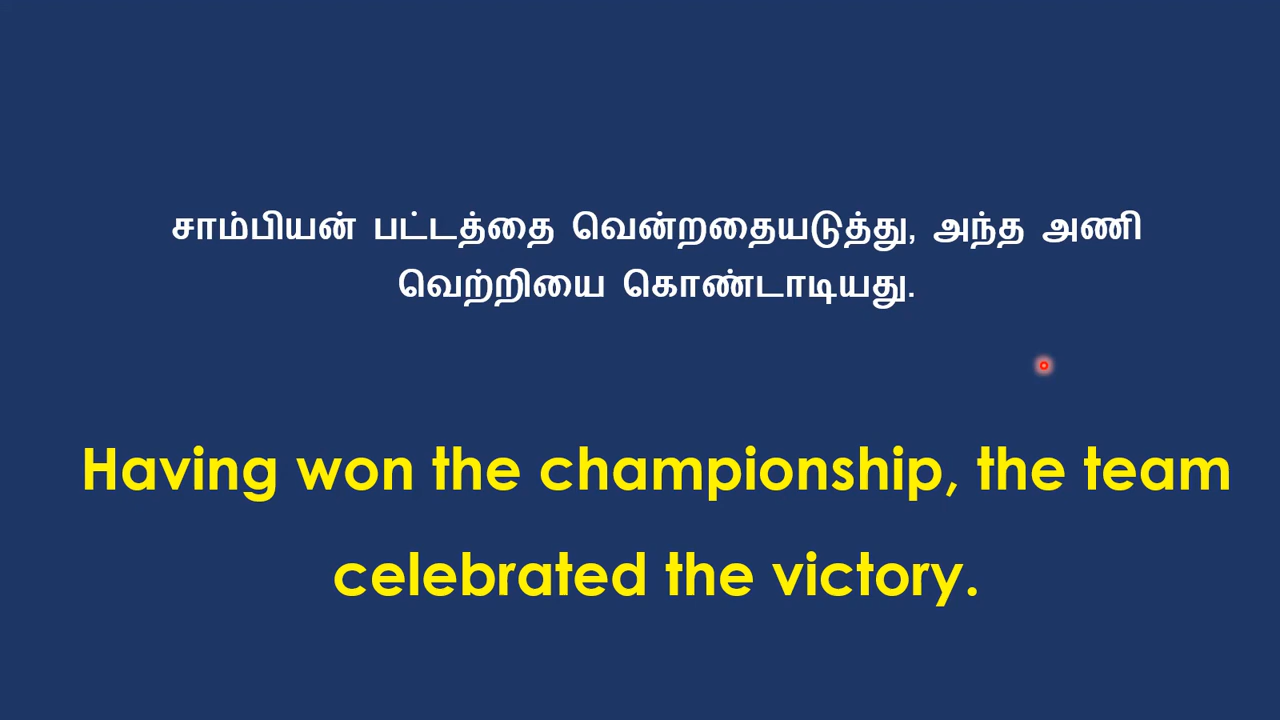 சாம்பியன் பட்டத்தை வென்றதையடுத்து, அந்த அணி
வெற்றியை கொண்டாடியது.
Having won the championship, the team
celebrated the victory.